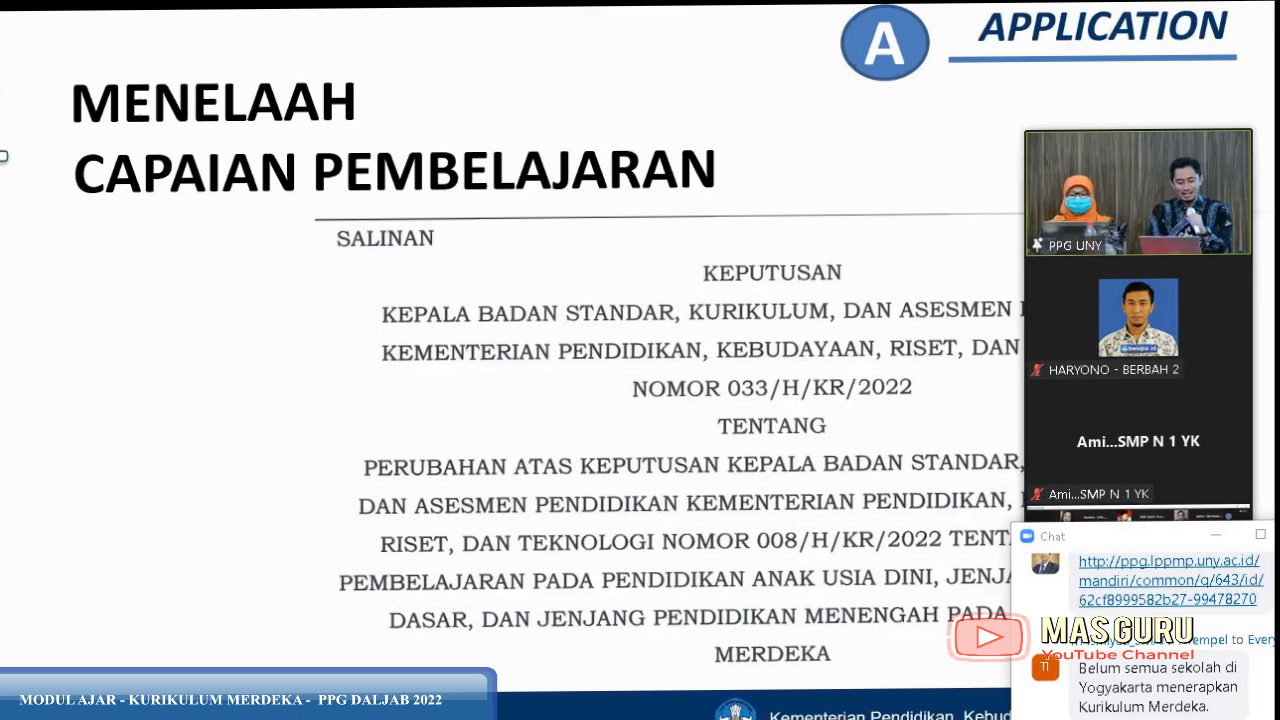 A
APPLICATION
MENELAAH
CAPAIAN PEMBELAJARAN
SALINAN
KEPUTUSAN
KEPALA BADAN STANDAR, KURIKULUM, DAN ASESMEN
KEMENTERIAN PENDIDIKAN, KEBUDAYAAN, RISET, DAN
NOMOR 033/H/KR/2022
TENTANG
PERUBAHAN ATAS KEPUTUSAN KEPALA BADAN STANDAR,
DAN ASESMEN PENDIDIKAN KEMENTERIAN PENDIDIKAN,
RISET, DAN TEKNOLOGI NOMOR 008/H/KR/2022 TENT
PEMBELAJARAN PADA PENDIDIKAN ANAK USIA DINI, JENJ
DASAR, DAN JENJANG PENDIDIKAN MENENGAH PADA
MERDEKA
PPG UNY
HARYONO - BERBAH 2
Ami...SMP N 1 YK
Ami...SMP N 1 YK
Chat
http://ppg.lppmp.uny.ac.id/
mandiri/common/q/643/id/
62cf8999582b27-99478270
empel to Every
TI
Belum semua sekolah di
Yogyakarta menerapkan
Kurikulum Merdeka.
MAS GURU
YouTube Channel
MODUL AJAR - KURIKULUM MERDEKA - PPG DALJAB 2022
Kementerian Pendidikan, Kebud